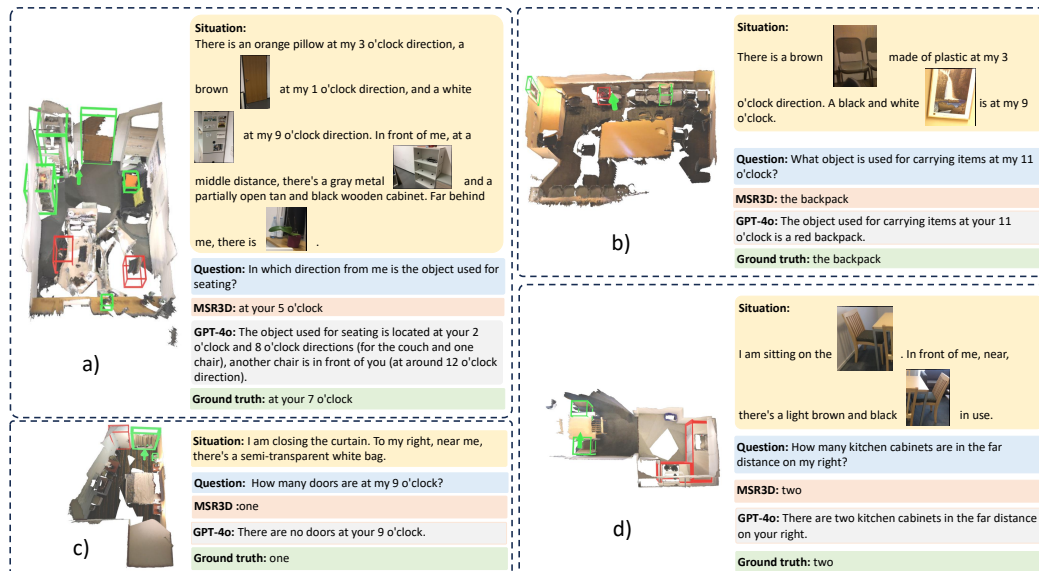 Situation:
There is an orange pillow at my 3 o'clock direction, a
brown at my 1 o'clock direction, and a white
at my 9 o'clock direction. In front of me, at a
middle distance, there's a gray metal and a
partially open tan and black wooden cabinet. Far behind
me, there is .
Question: In which direction from me is the object used for
seating?
MSR3D: at your 5 o'clock
GPT-4o: The object used for seating is located at your 2
o'clock and 8 o'clock directions (for the couch and one
chair), another chair is in front of you (at around 12 o'clock
direction).
Ground truth: at your 7 o'clock
a)
Situation:
There is a brown made of plastic at my 3
o'clock direction. A black and white is at my 9
o'clock.
Question: What object is used for carrying items at my 11
o'clock?
MSR3D: the backpack
GPT-4o: The object used for carrying items at your 11
o'clock is a red backpack.
Ground truth: the backpack
b)
Situation: I am closing the curtain. To my right, near me,
there's a semi-transparent white bag.
Question: How many doors are at my 9 o'clock?
MSR3D :one
GPT-4o: There are no doors at your 9 o'clock.
Ground truth: one
c)
Situation:
I am sitting on the . In front of me, near,
there's a light brown and black in use.
Question: How many kitchen cabinets are in the far
distance on my right?
MSR3D: two
GPT-4o: There are two kitchen cabinets in the far distance
on your right.
Ground truth: two
d)